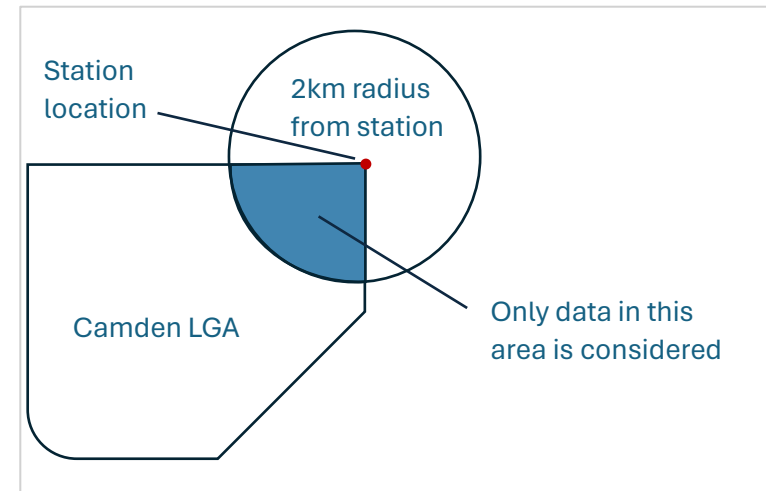 Station
location
2km radius
from station
Camden LGA
Only data in this
area is considered